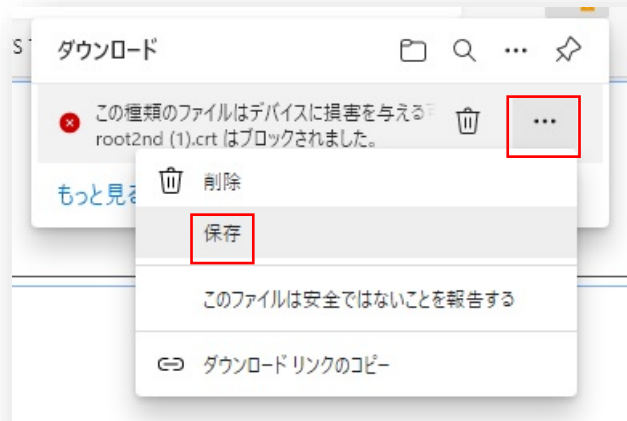 ダウンロード
この種類のファイルはデバイスに損害を与える
root2nd (1).crt はブロックされました。
もっと見る
削除
保存
このファイルは安全ではないことを報告する
ダウンロード リンクのコピー